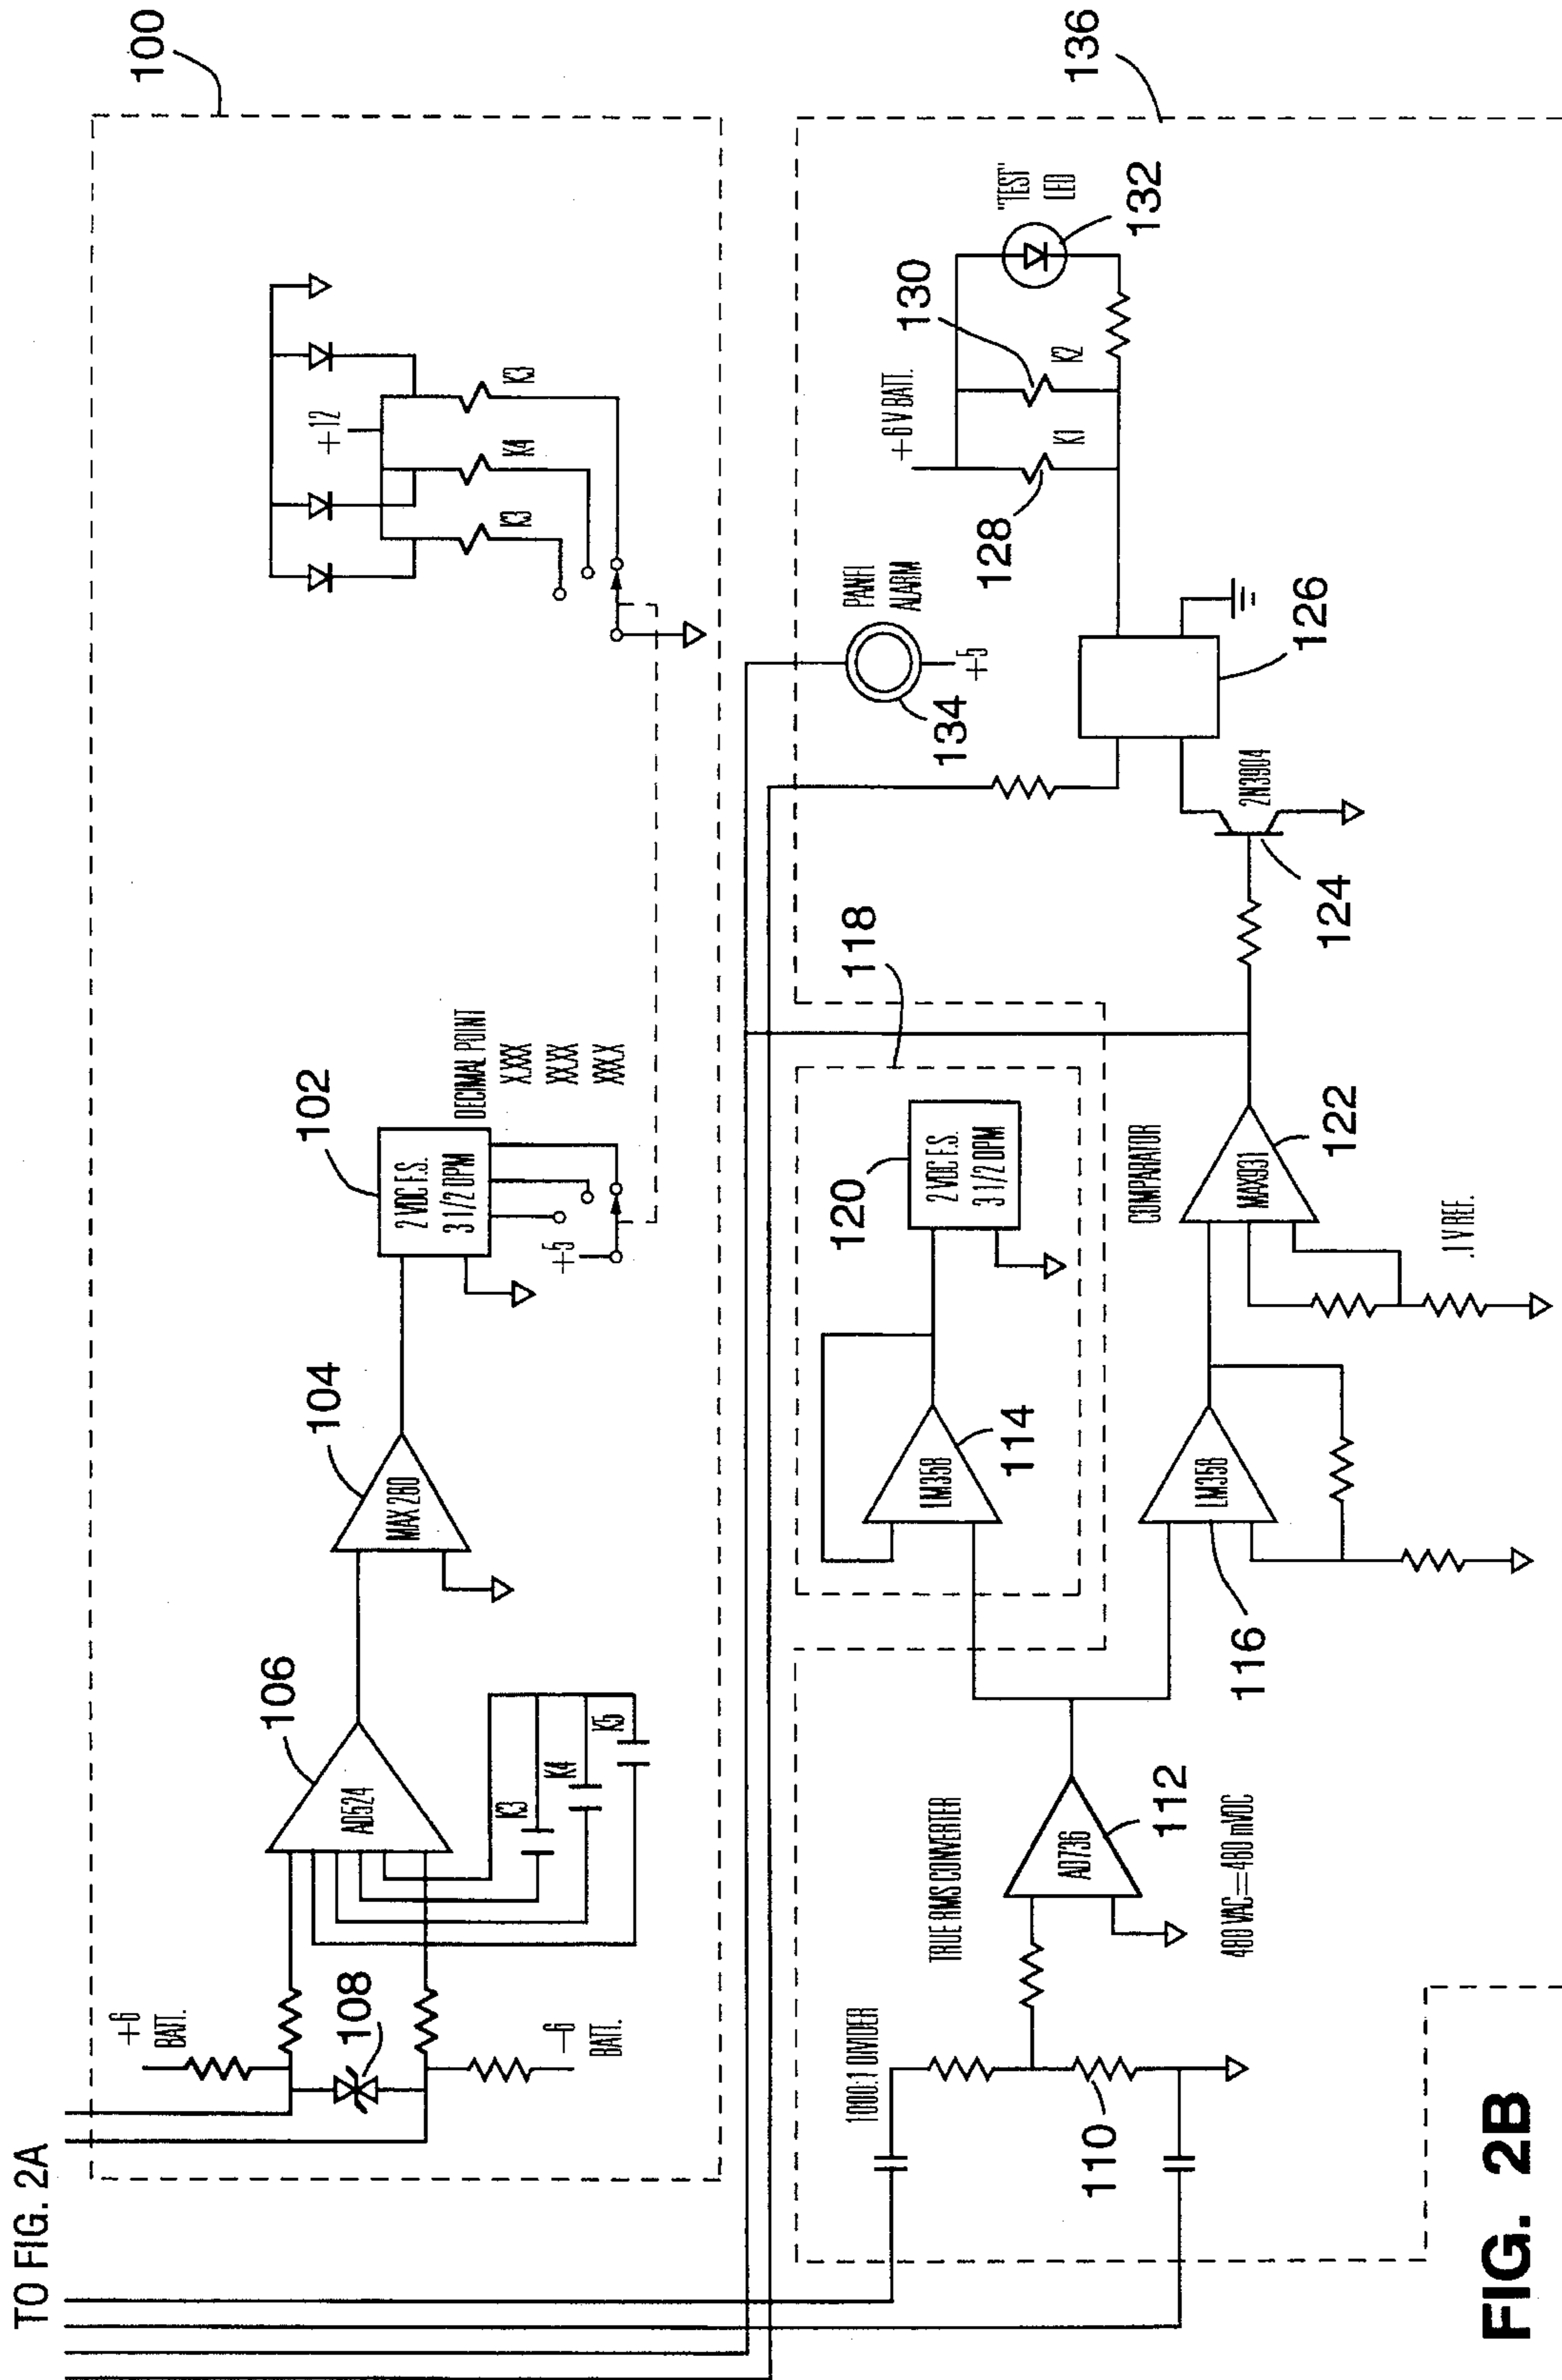 TO FIG. 2A
100
+6
BATT.
108
-6
BATT.
106
AD524
K3
K4
K5
104
MAX 280
102
2 VDC F.S.
3 1/2 DPM
+5
DECIMAL POINT
X.XXX
XX.XX
XXX.X
+12
K3
K4
K3
136
1000:1 DIVIDER
110
TRUE RMS CONVERTER
AD736
112
480 VAC=480 mVDC
118
LM358
114
120
2 VDC F.S.
3 1/2 DPM
LM358
116
COMPARATOR
MAX931
122
.1 V REF.
2N3904
124
126
PANEL
ALARM
134
+5
+6 V BATT.
128
K1
130
K2
"TEST"
LED
132
FIG. 2B